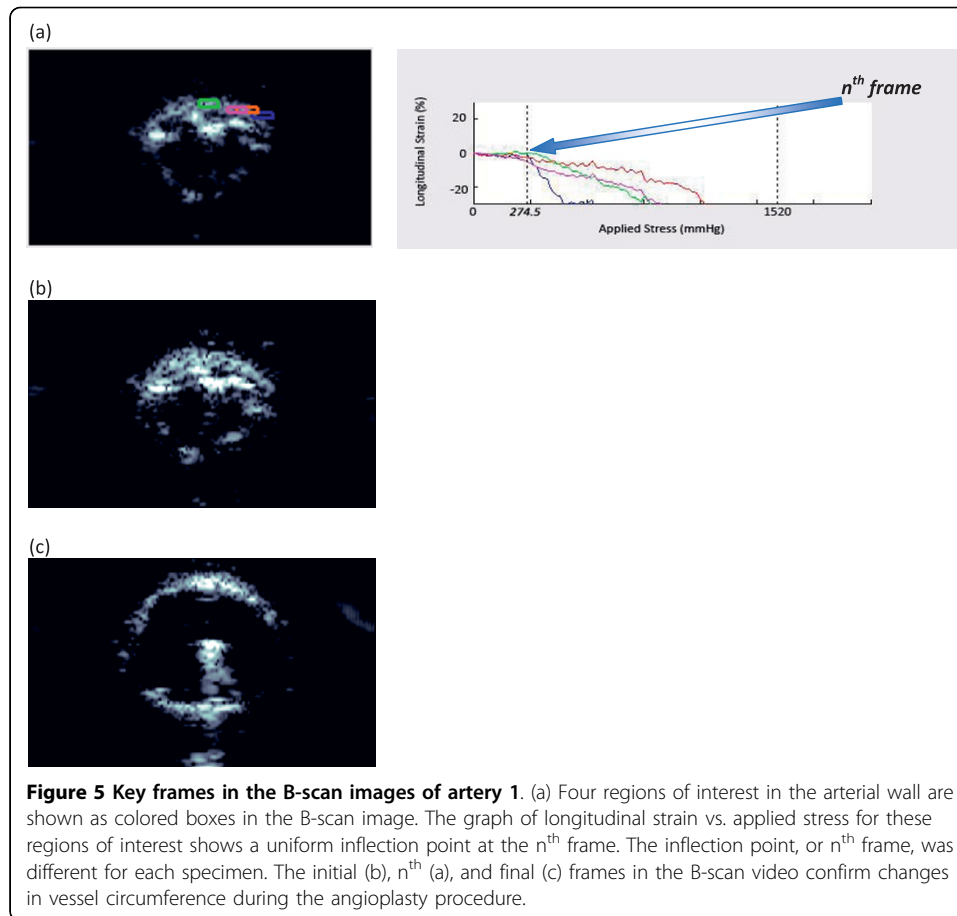 (a)
nth frame
Longitudinal Strain (%)
20
0
-20
0
274.5
1520
Applied Stress (mmHg)
(b)
(c)
Figure 5 Key frames in the B-scan images of artery 1. (a) Four regions of interest in the arterial wall are
shown as colored boxes in the B-scan image. The graph of longitudinal strain vs. applied stress for these
regions of interest shows a uniform inflection point at the nth frame. The inflection point, or nth frame, was
different for each specimen. The initial (b), nth (a), and final (c) frames in the B-scan video confirm changes
in vessel circumference during the angioplasty procedure.